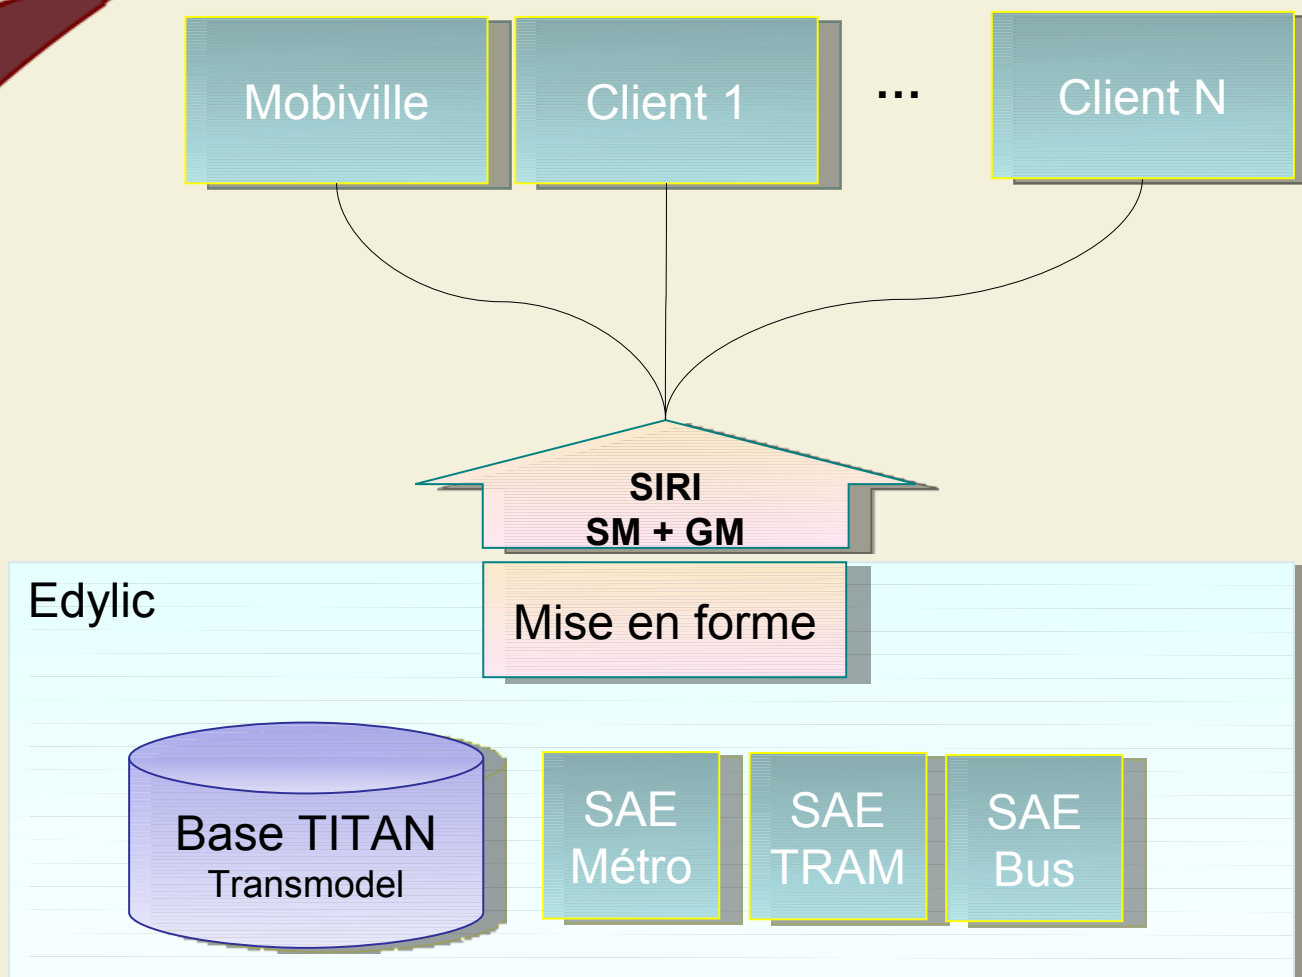 Mobiville
Client 1
...
Client N
SIRI
SM + GM
Edylic
Mise en forme
Base TITAN
Transmodel
SAE
Métro
SAE
TRAM
SAE
Bus